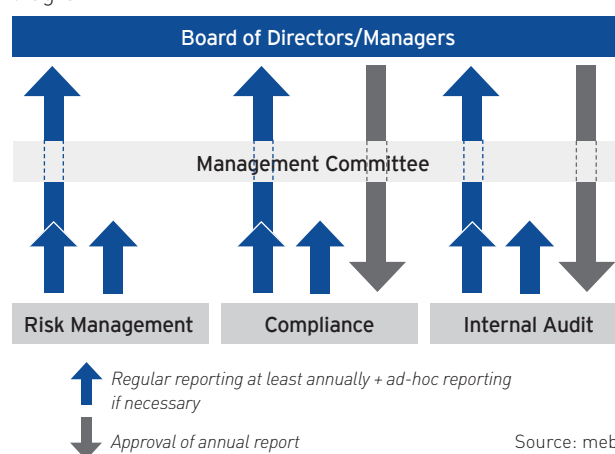 Board of Directors/Managers
Management Committee
Risk Management
Compliance
Internal Audit
Regular reporting at least annually + ad-hoc reporting
if necessary
Approval of annual report
Source: